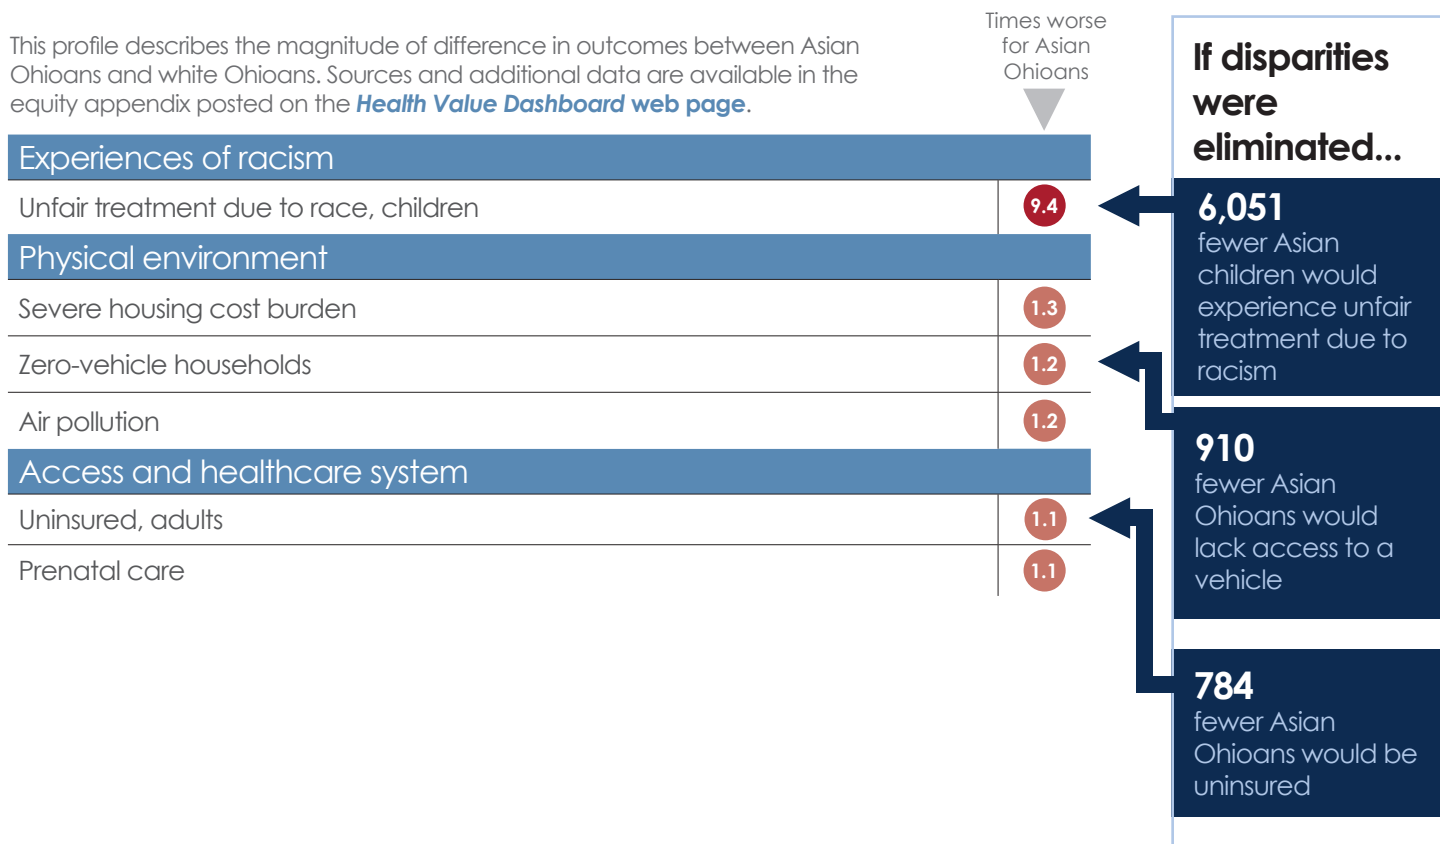 This profile describes the magnitude of difference in outcomes between Asian
Ohioans and white Ohioans. Sources and additional data are available in the
equity appendix posted on the Health Value Dashboard web page.
Times worse
for Asian
Ohioans
Experiences of racism
Unfair treatment due to race, children 9.4
Physical environment
Severe housing cost burden 1.3
Zero-vehicle households 1.2
Air pollution 1.2
Access and healthcare system
Uninsured, adults 1.1
Prenatal care 1.1
If disparities
were
eliminated...
6,051
fewer Asian
children would
experience unfair
treatment due to
racism
910
fewer Asian
Ohioans would
lack access to a
vehicle
784
fewer Asian
Ohioans would be
uninsured